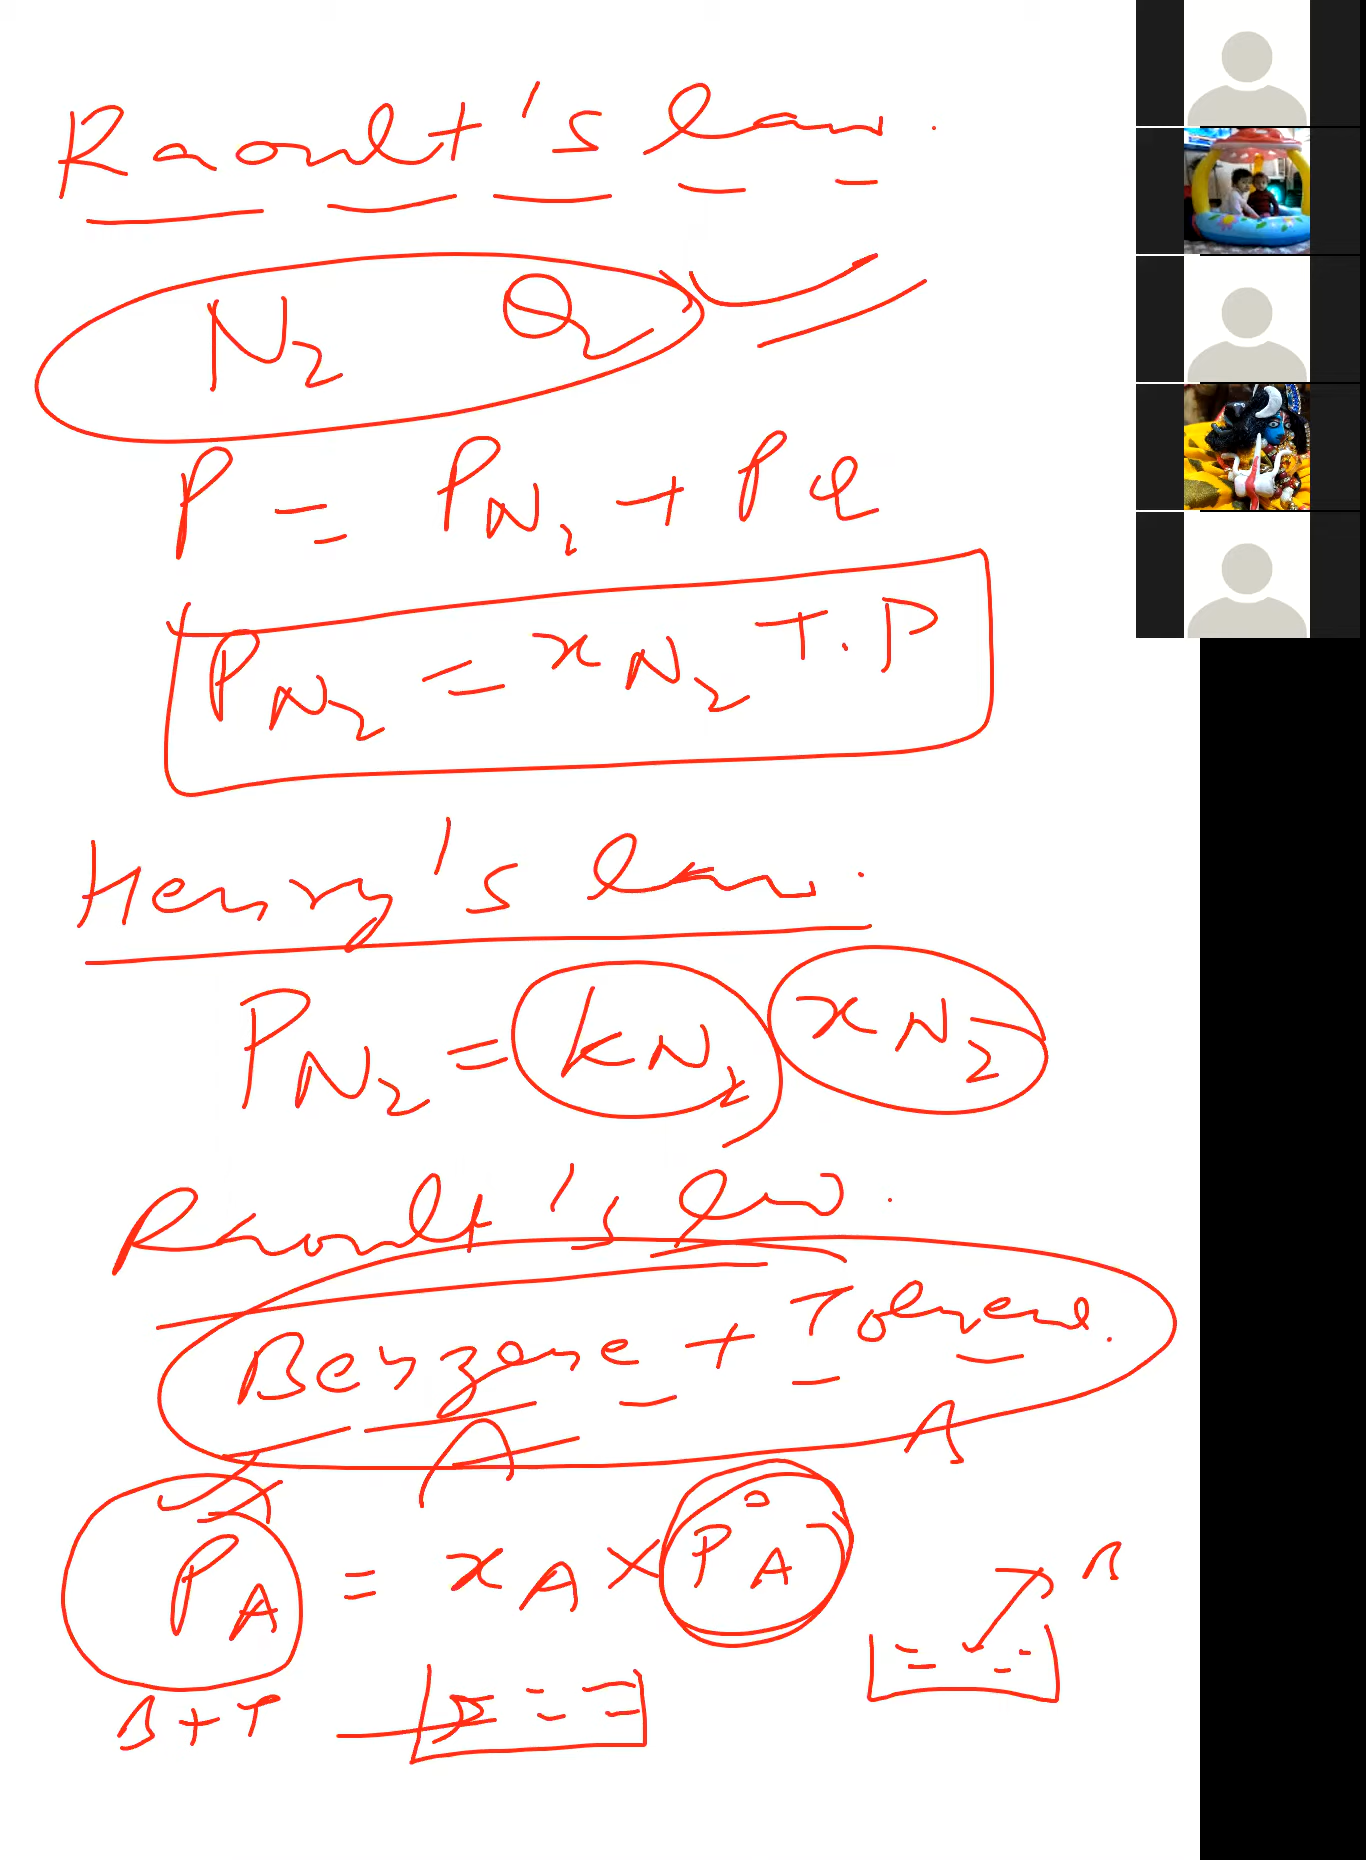 Raoult's law.
N2 O2
P = PN2 + PO2
PN2 = xN2 T.P
Henry's law.
PN2 = kN2 xN2
Raoult's law.
Benzene + Toluene.
A A
PA = xA × P°A
B
B+T